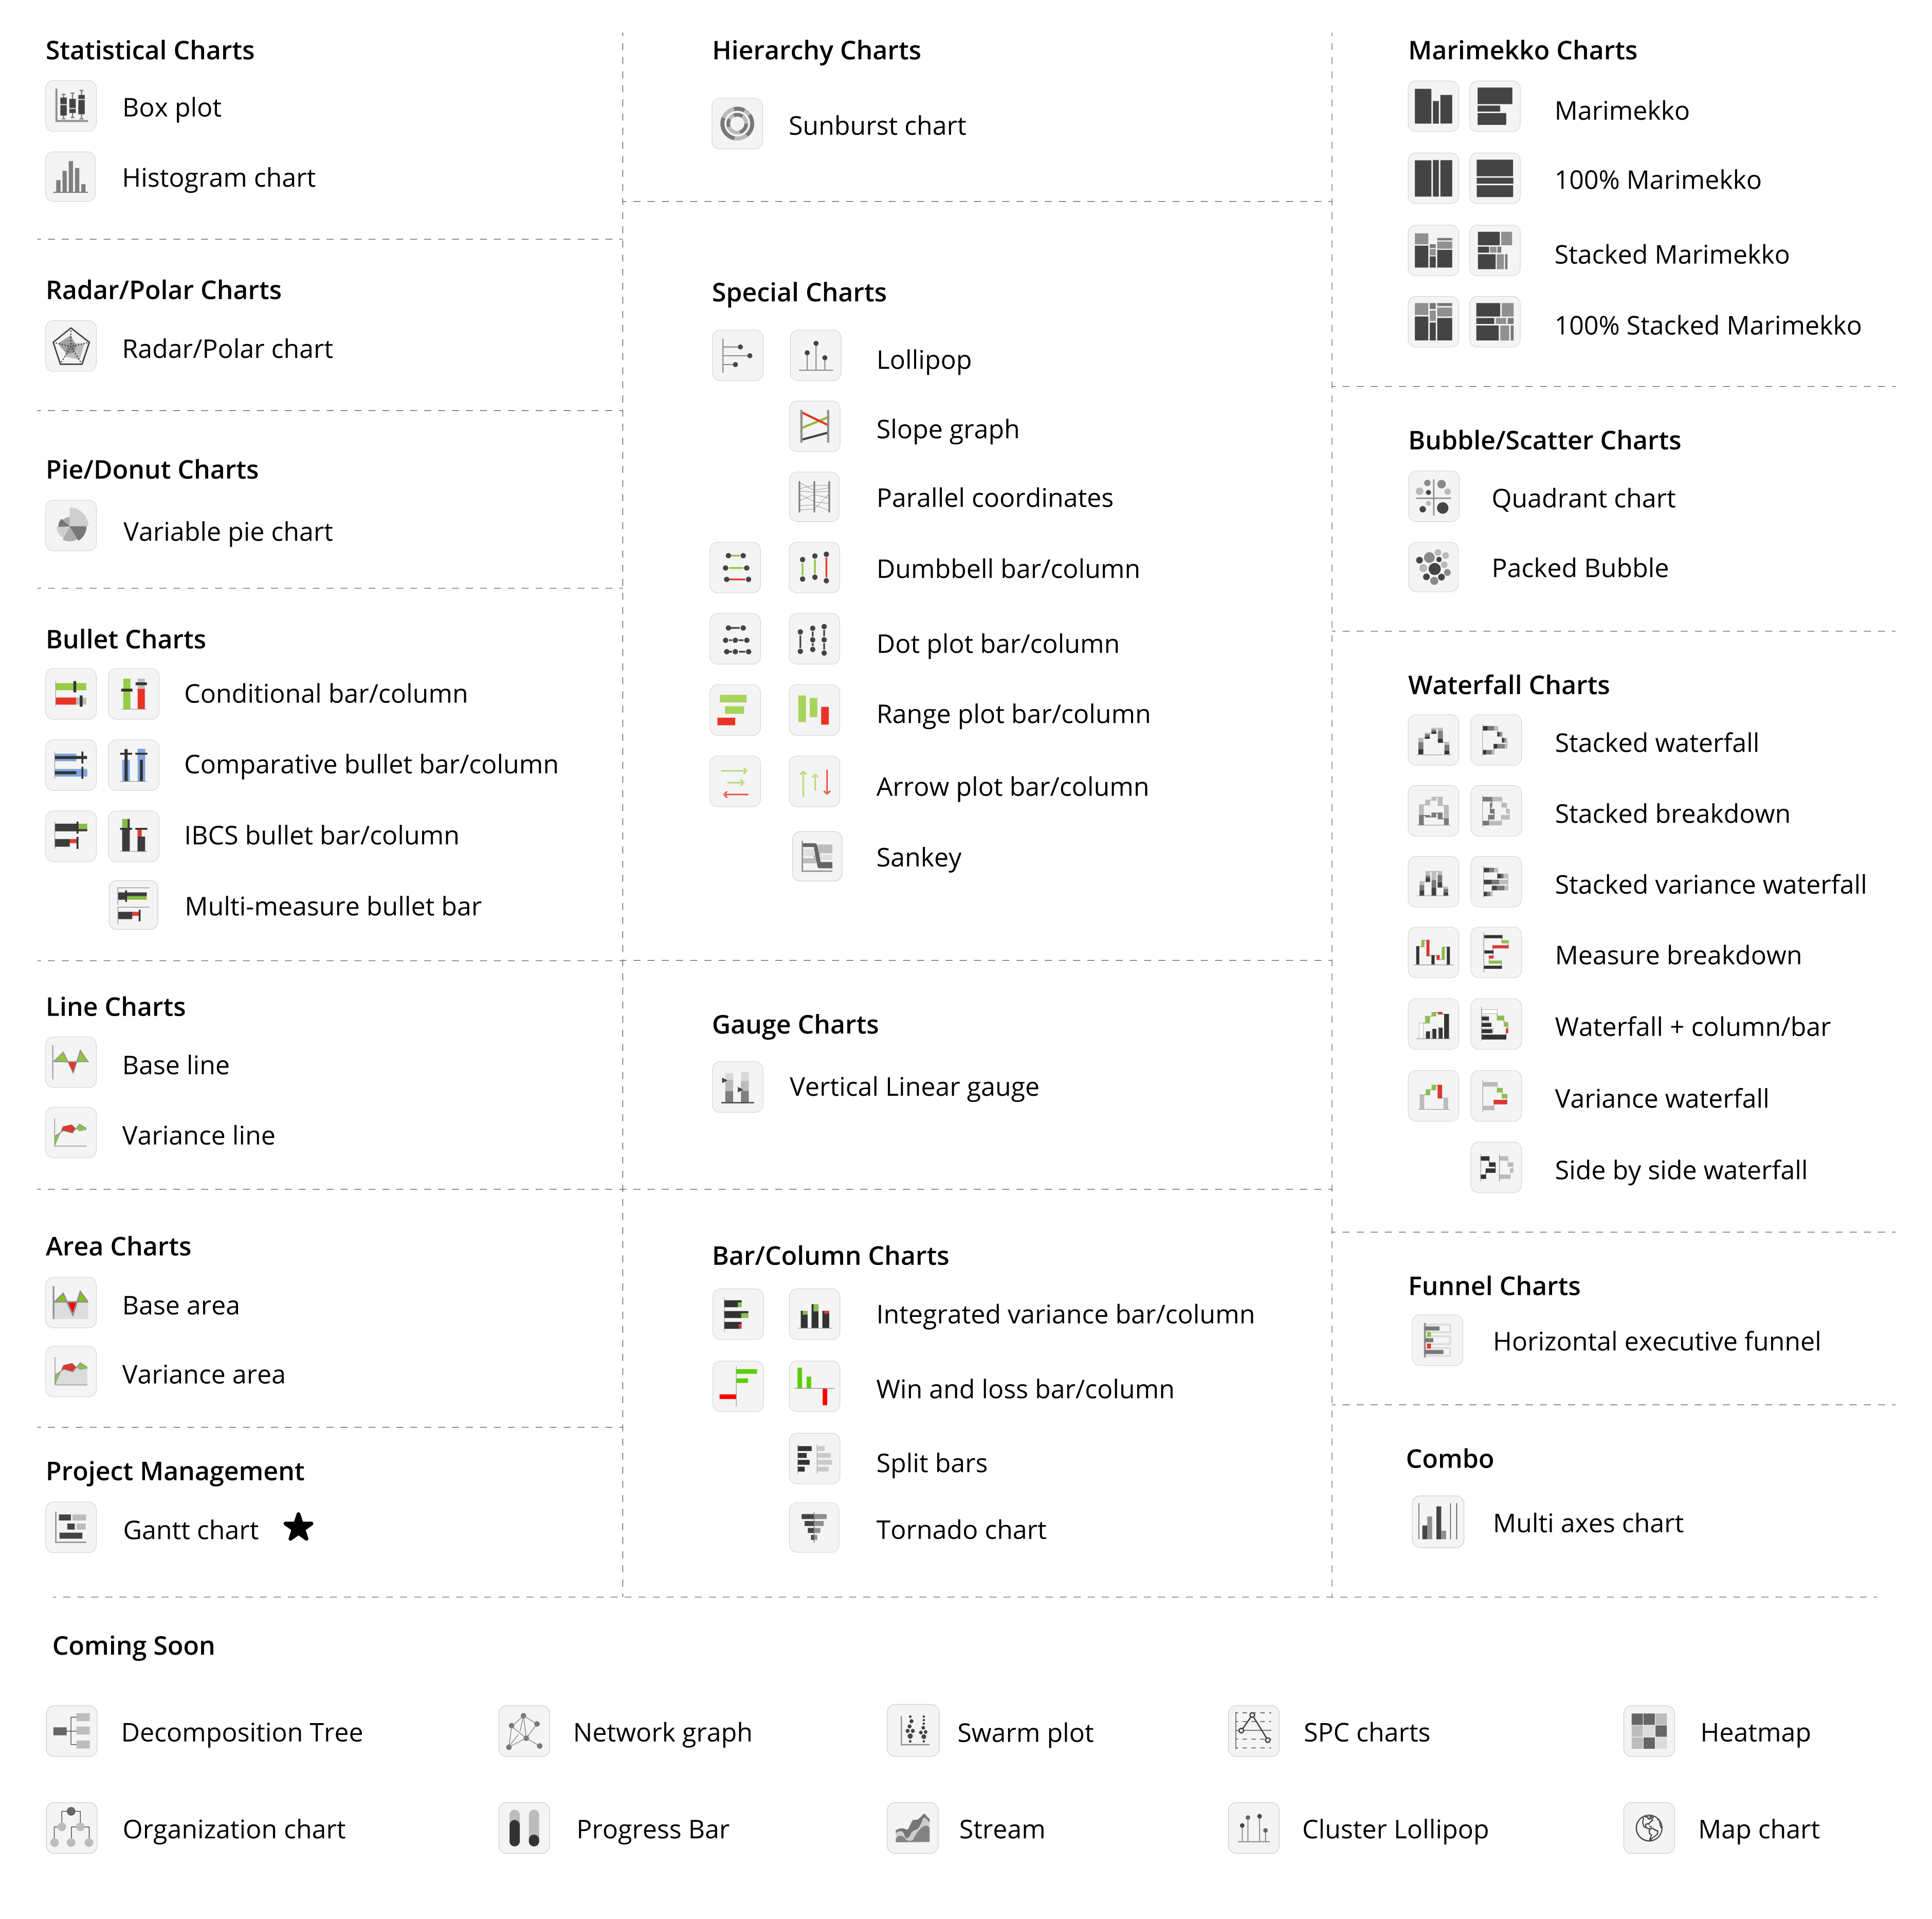 Statistical Charts
Box plot
Histogram chart
Radar/Polar Charts
Radar/Polar chart
Pie/Donut Charts
Variable pie chart
Bullet Charts
Conditional bar/column
Comparative bullet bar/column
IBCS bullet bar/column
Multi-measure bullet bar
Line Charts
Base line
Variance line
Area Charts
Base area
Variance area
Project Management
Gantt chart
Hierarchy Charts
Sunburst chart
Special Charts
Lollipop
Slope graph
Parallel coordinates
Dumbbell bar/column
Dot plot bar/column
Range plot bar/column
Arrow plot bar/column
Sankey
Gauge Charts
Vertical Linear gauge
Bar/Column Charts
Integrated variance bar/column
Win and loss bar/column
Split bars
Tornado chart
Marimekko Charts
Marimekko
100% Marimekko
Stacked Marimekko
100% Stacked Marimekko
Bubble/Scatter Charts
Quadrant chart
Packed Bubble
Waterfall Charts
Stacked waterfall
Stacked breakdown
Stacked variance waterfall
Measure breakdown
Waterfall + column/bar
Variance waterfall
Side by side waterfall
Funnel Charts
Horizontal executive funnel
Combo
Multi axes chart
Coming Soon
Decomposition Tree
Network graph
Swarm plot
SPC charts
Heatmap
Organization chart
Progress Bar
Stream
Cluster Lollipop
Map chart